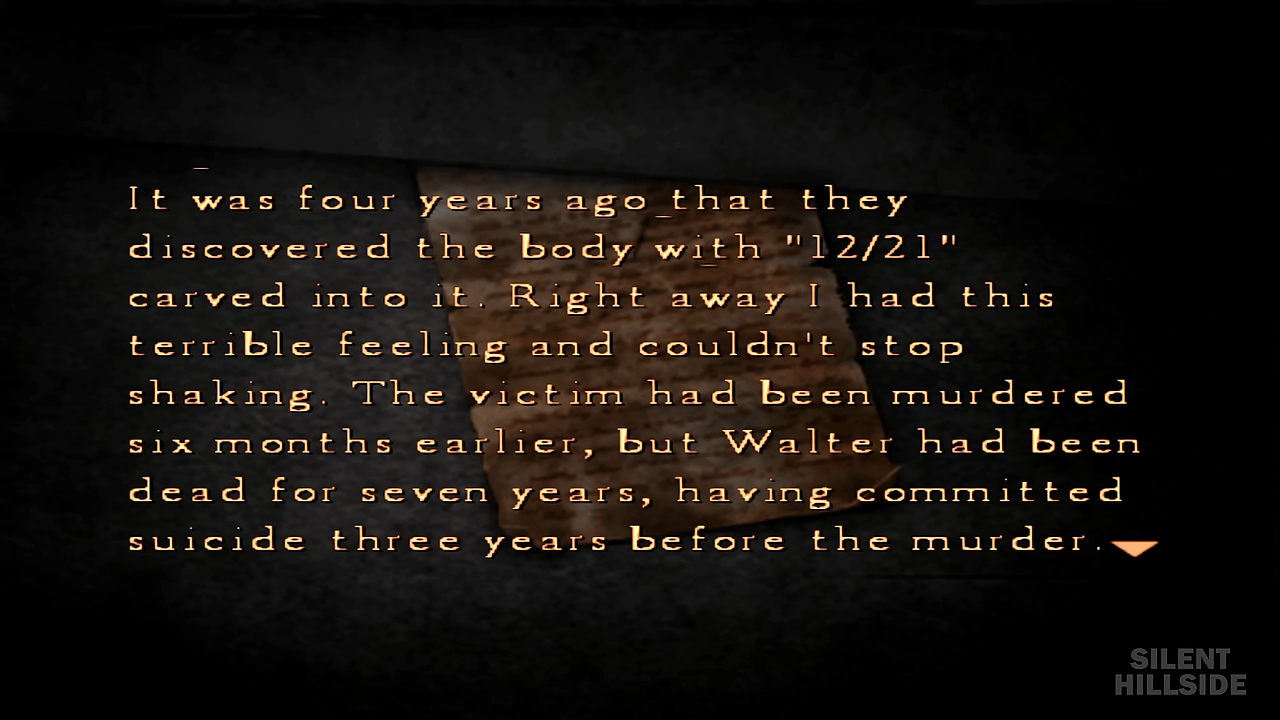 It was four years ago that they
discovered the body with "12/21"
carved into it. Right away I had this
terrible feeling and couldn't stop
shaking. The victim had been murdered
six months earlier, but Walter had been
dead for seven years, having committed
suicide three years before the murder.
SILENT
HILLSIDE